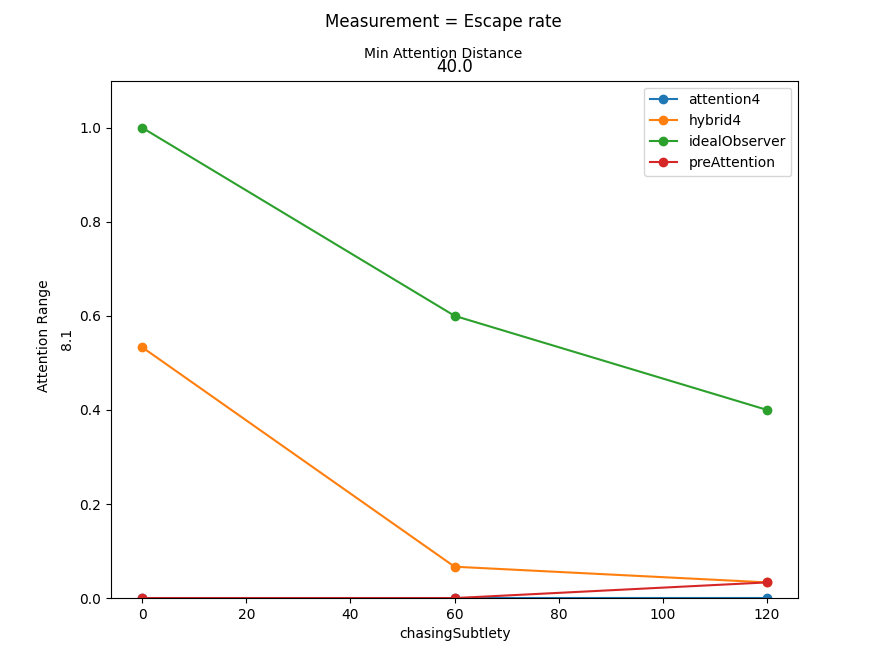 Measurement = Escape rate
Min Attention Distance
40.0
attention4
hybrid4
idealObserver
preAttention
1.0
0.8
0.6
0.4
0.2
0.0
Attention Range
8.1
0 20 40 60 80 100 120
chasingSubtlety